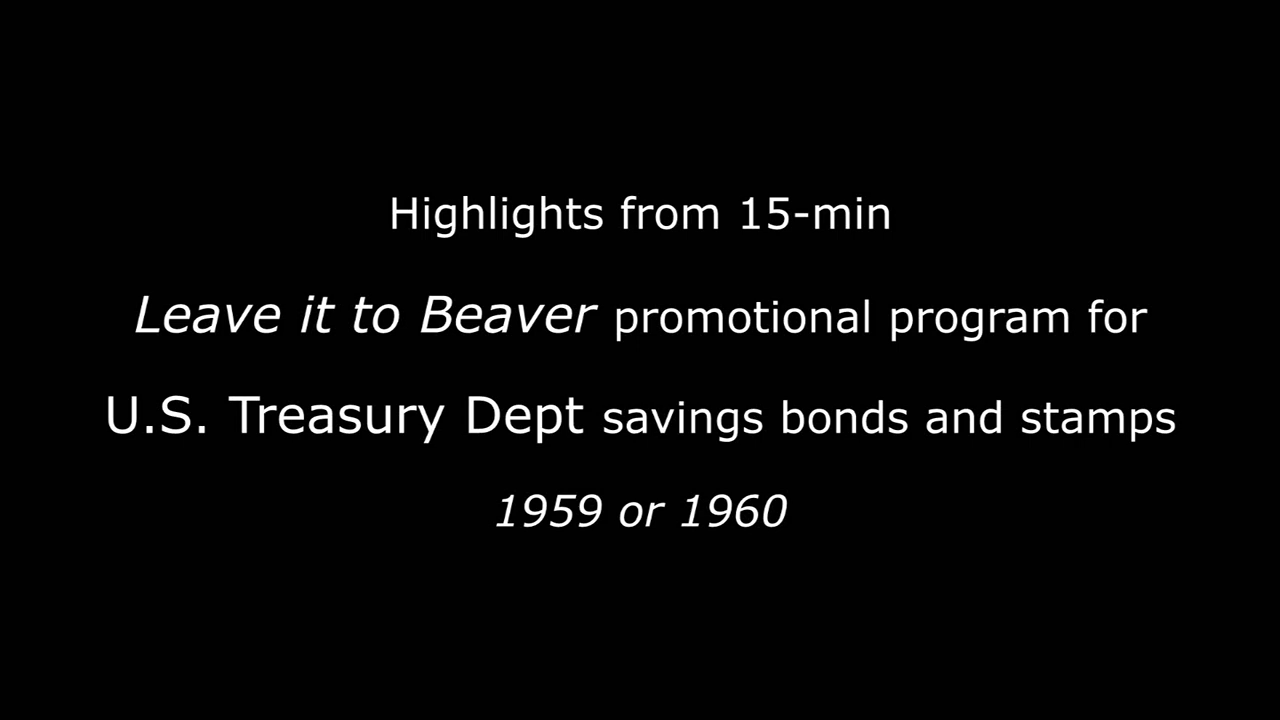 Highlights from 15-min
Leave it to Beaver promotional program for
U.S. Treasury Dept savings bonds and stamps
1959 or 1960